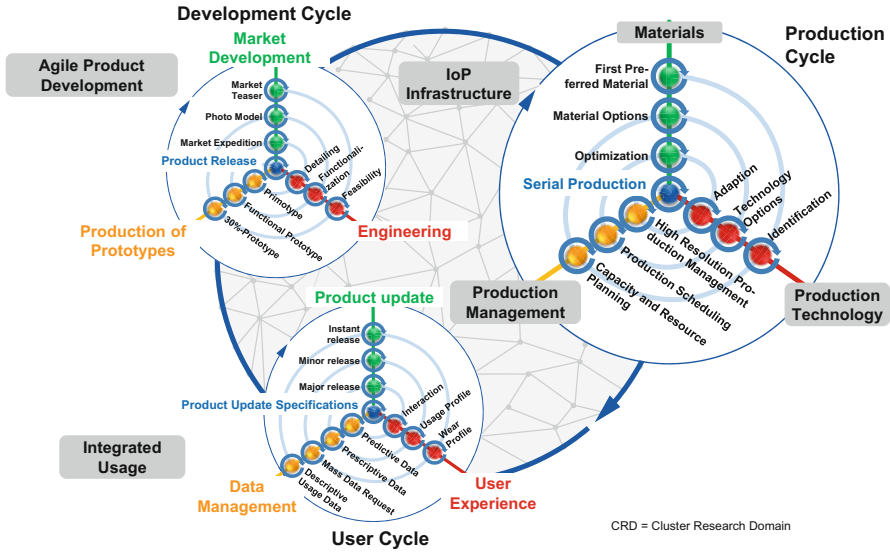 Development Cycle
Market
Development
Agile Product
Development
Market
Teaser
Photo Model
Market Expedition
Product Release
Detailing
Functionali-
zation
Feasibility
Primotype
Functional Prototype
30%-Prototype
Production of
Prototypes
Engineering
IoP
Infrastructure
Production
Cycle
Materials
First Pre-
ferred Material
Material Options
Optimization
Serial Production
Adaption
Technology
Options
Identification
High Resolution Pro-
duction Management
Production Scheduling
Capacity and Resource
Planning
Production
Management
Production
Technology
Product update
Instant
release
Minor release
Major release
Product Update Specifications
Interaction
Usage Profile
Wear
Profile
Predictive Data
Prescriptive Data
Mass Data Request
Descriptive
Usage Data
Integrated
Usage
Data
Management
User
Experience
User Cycle
CRD = Cluster Research Domain